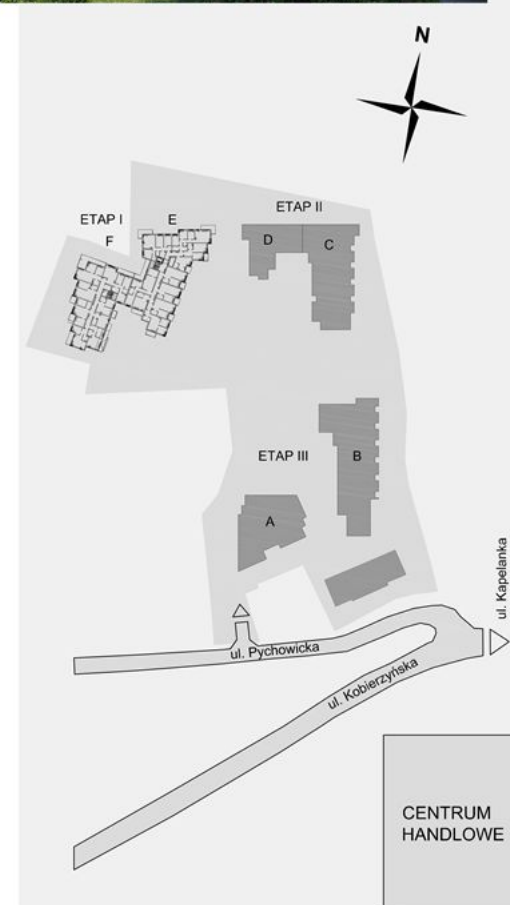 N
ETAP I
E
F
ETAP II
D
C
ETAP III
B
A
ul. Kapelanka
ul. Pychowicka
ul. Kobierzyńska
CENTRUM
HANDLOWE